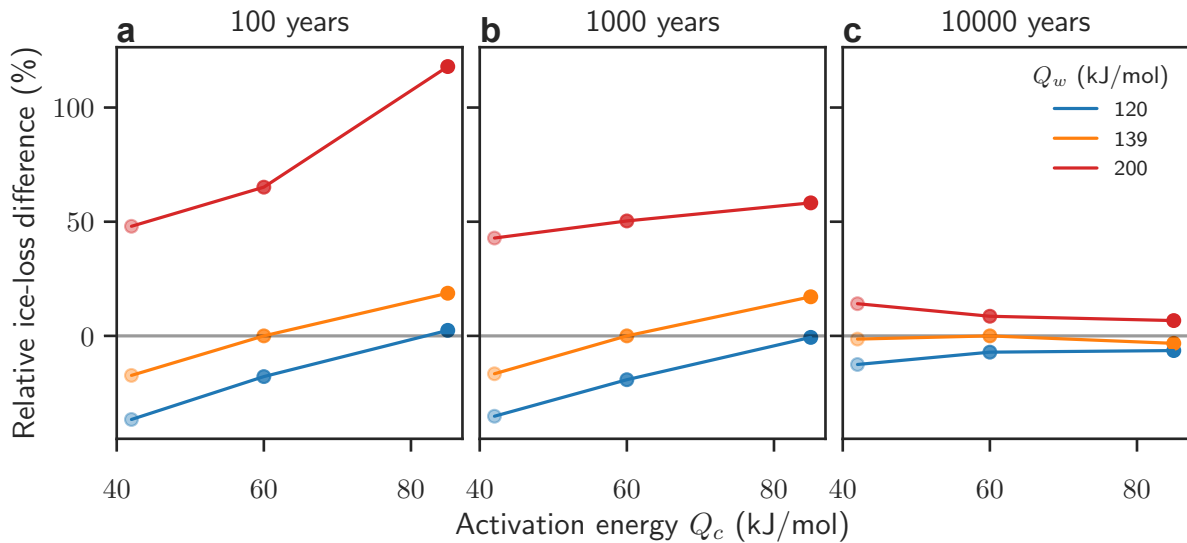 a 100 years
b 1000 years
c 10000 years
Relative ice-loss difference (%)
100
50
0
Q_w (kJ/mol)
120
139
200
40 60 80
40 60 80
40 60 80
Activation energy Q_c (kJ/mol)